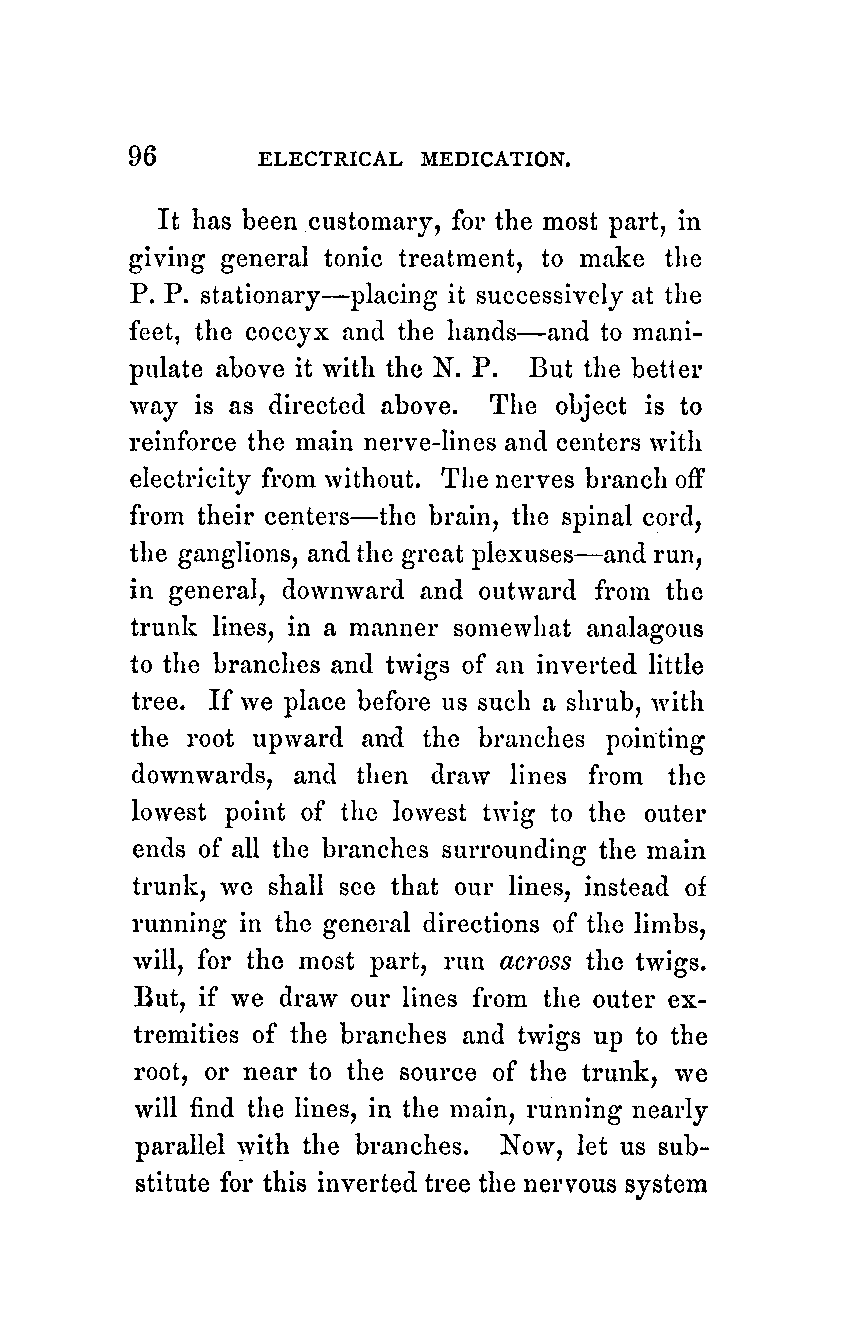 96 ELECTRICAL MEDICATION.
It has been customary, for the most part, in
giving general tonic treatment, to make the
P. P. stationary—placing it successively at the
feet, the coccyx and the hands—and to mani-
pulate above it with the N. P. But the better
way is as directed above. The object is to
reinforce the main nerve-lines and centers with
electricity from without. The nerves branch off
from their centers—the brain, the spinal cord,
the ganglions, and the great plexuses—and run,
in general, downward and outward from the
trunk lines, in a manner somewhat analagous
to the branches and twigs of an inverted little
tree. If we place before us such a shrub, with
the root upward and the branches pointing
downwards, and then draw lines from the
lowest point of the lowest twig to the outer
ends of all the branches surrounding the main
trunk, we shall see that our lines, instead of
running in the general directions of the limbs,
will, for the most part, run across the twigs.
But, if we draw our lines from the outer ex-
tremities of the branches and twigs up to the
root, or near to the source of the trunk, we
will find the lines, in the main, running nearly
parallel with the branches. Now, let us sub-
stitute for this inverted tree the nervous system